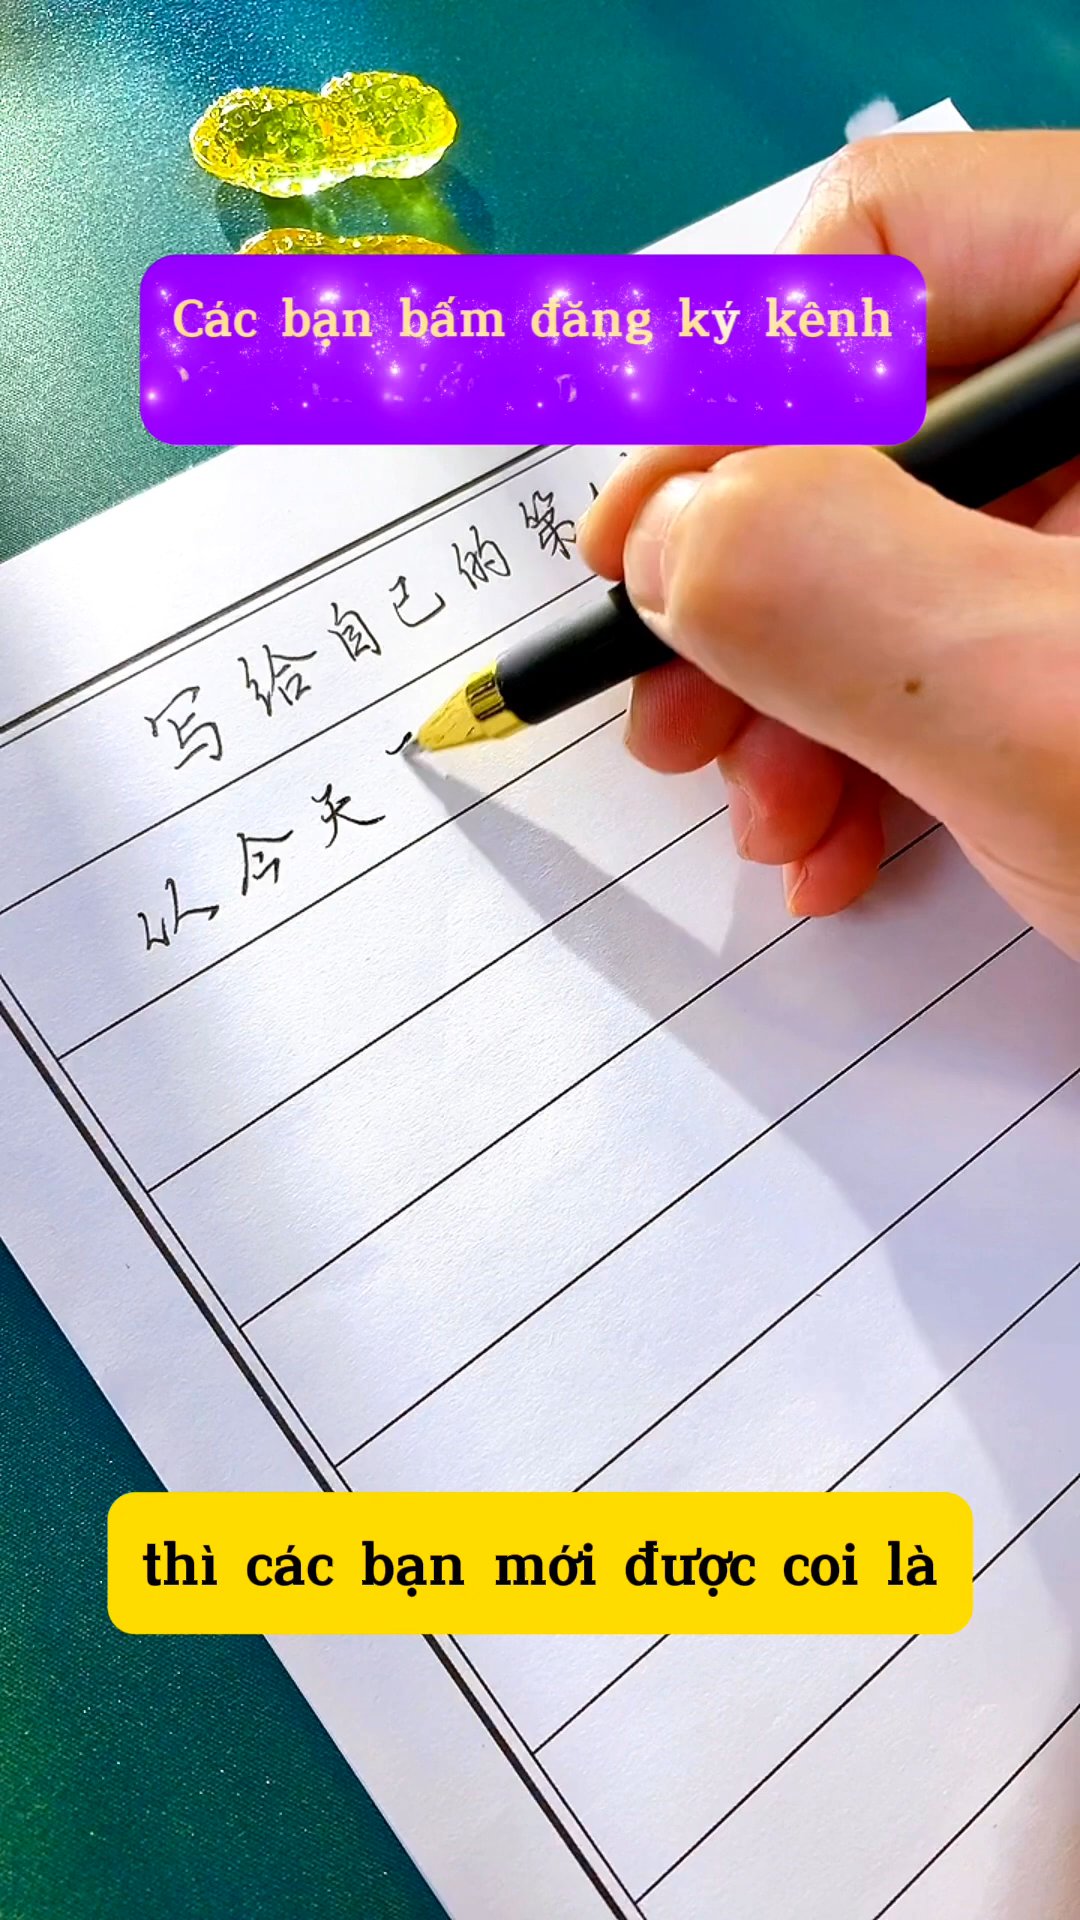 Các bạn bấm đăng ký kênh
写给自己的第
以今天
thì các bạn mới được coi là